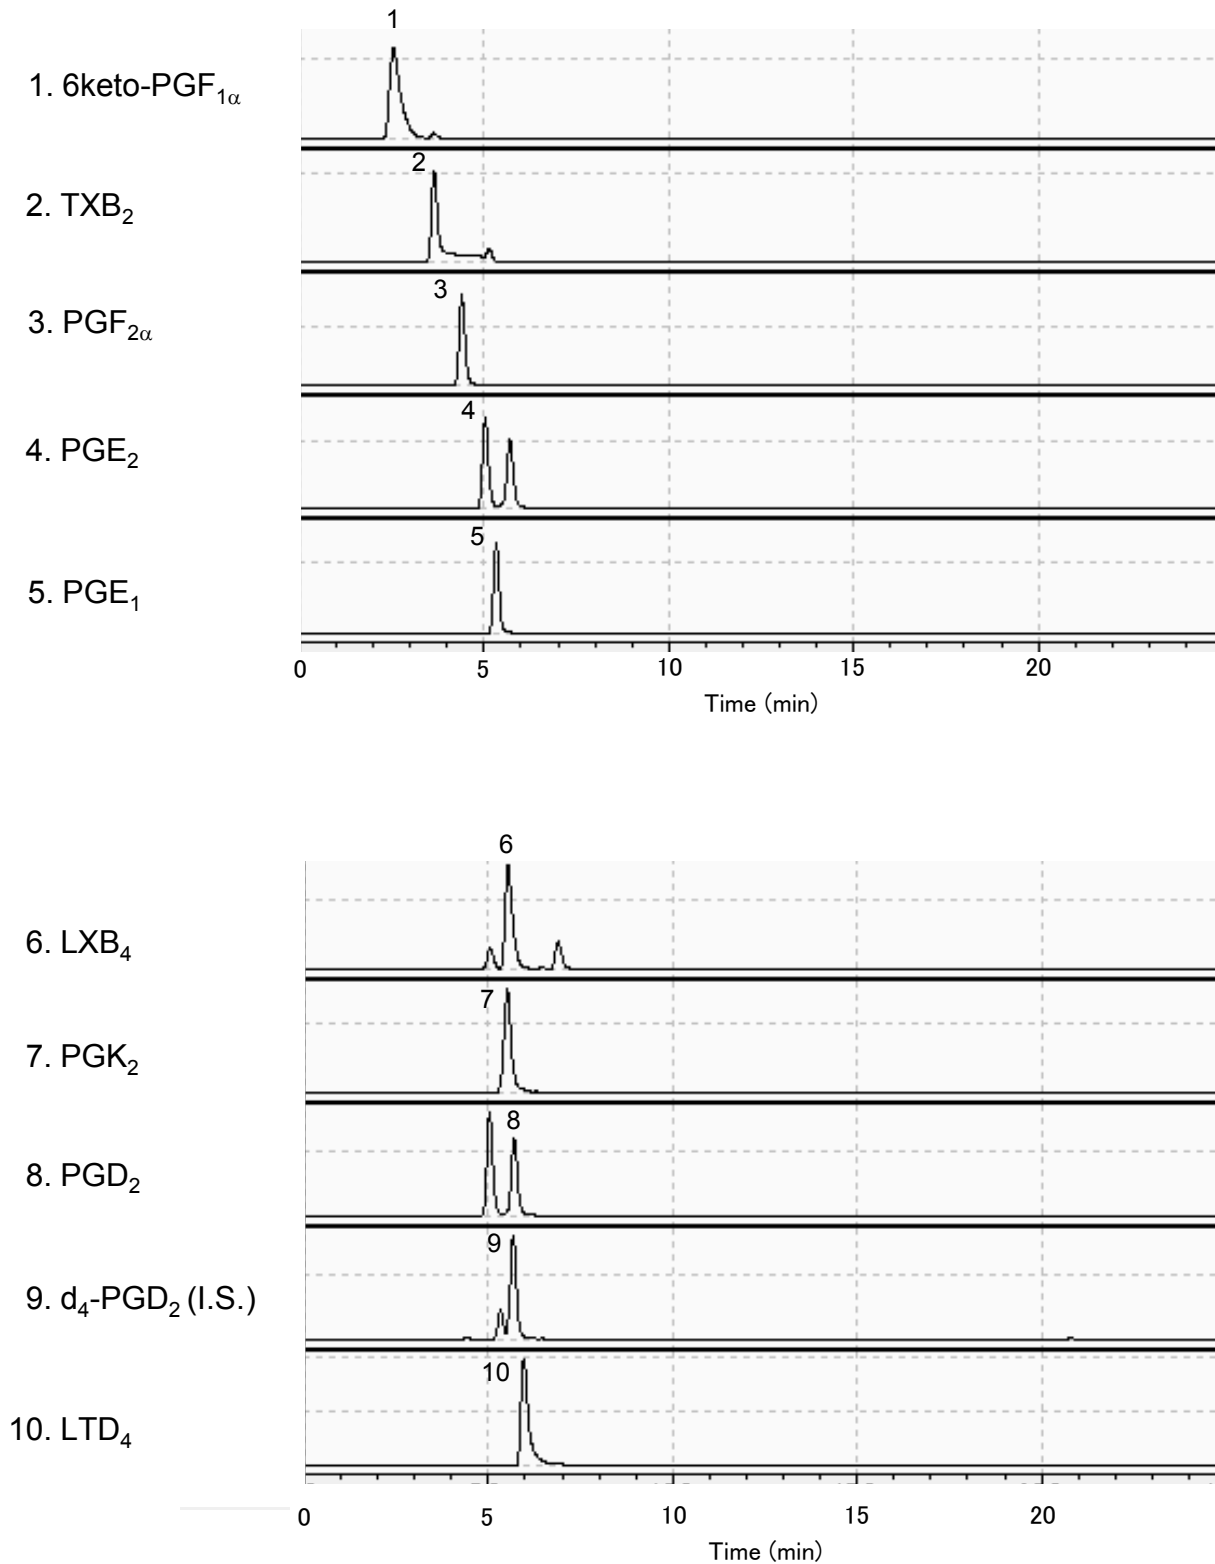 1
1. 6keto-PGF1α
2
2. TXB2
3
3. PGF2α
4
4. PGE2
5
5. PGE1
0 5 10 15 20
Time (min)
6
6. LXB4
7
7. PGK2
8
8. PGD2
9
9. d4-PGD2 (I.S.)
10
10. LTD4
0 5 10 15 20
Time (min)